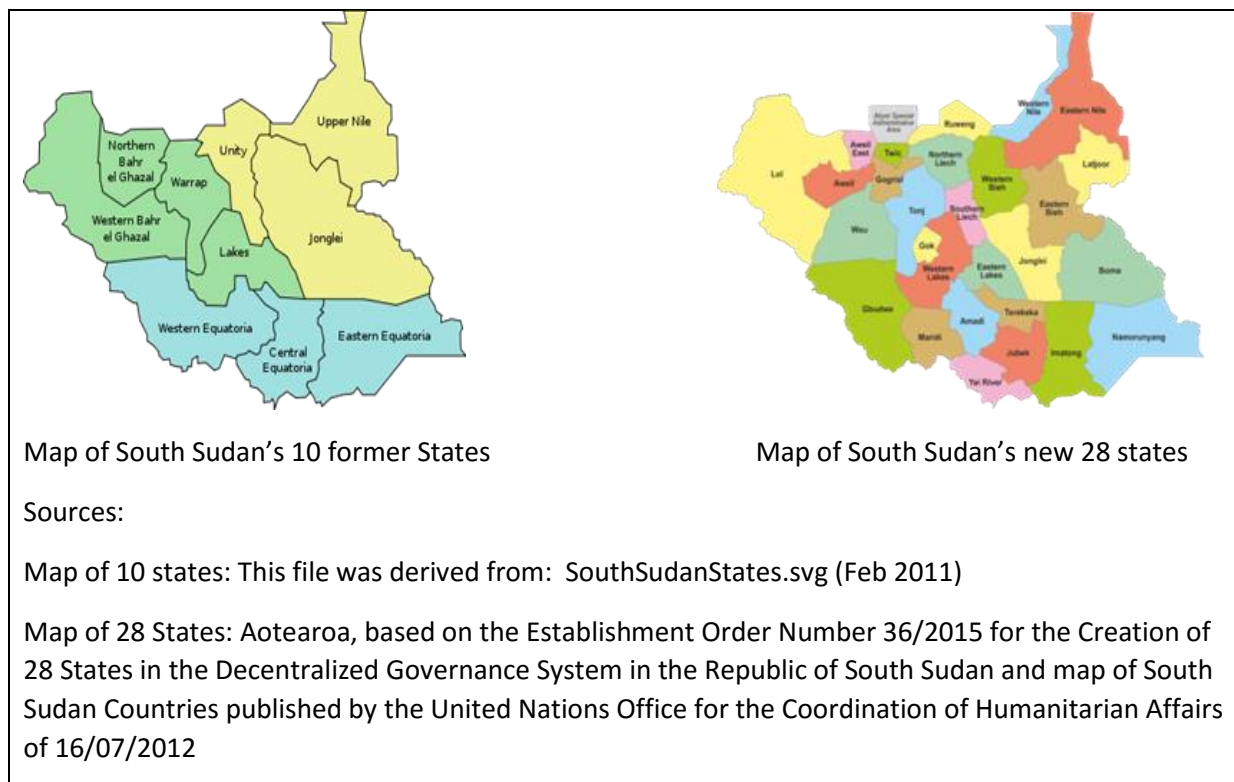 Upper Nile
Northern
Bahr
el Ghazal
Unity
Warrap
Western Bahr
el Ghazal
Jonglei
Lakes
Western Equatoria
Eastern Equatoria
Central
Equatoria
Western
Nile
Eastern Nile
Abyei Special
Administrative
Area
Ruweng
Aweil
East
Twic
Northern
Liech
Latjoor
Lol
Aweil
Gogrial
Western
Bieh
Eastern
Bieh
Tonj
Southern
Liech
Wau
Gok
Western
Lakes
Eastern
Lakes
Jonglei
Boma
Gbudwe
Amadi
Terekeka
Maridi
Jubek
Imatong
Namorunyang
Yei River
Map of South Sudan’s 10 former States
Map of South Sudan’s new 28 states
Sources:
Map of 10 states: This file was derived from: SouthSudanStates.svg (Feb 2011)
Map of 28 States: Aotearoa, based on the Establishment Order Number 36/2015 for the Creation of
28 States in the Decentralized Governance System in the Republic of South Sudan and map of South
Sudan Countries published by the United Nations Office for the Coordination of Humanitarian Affairs
of 16/07/2012